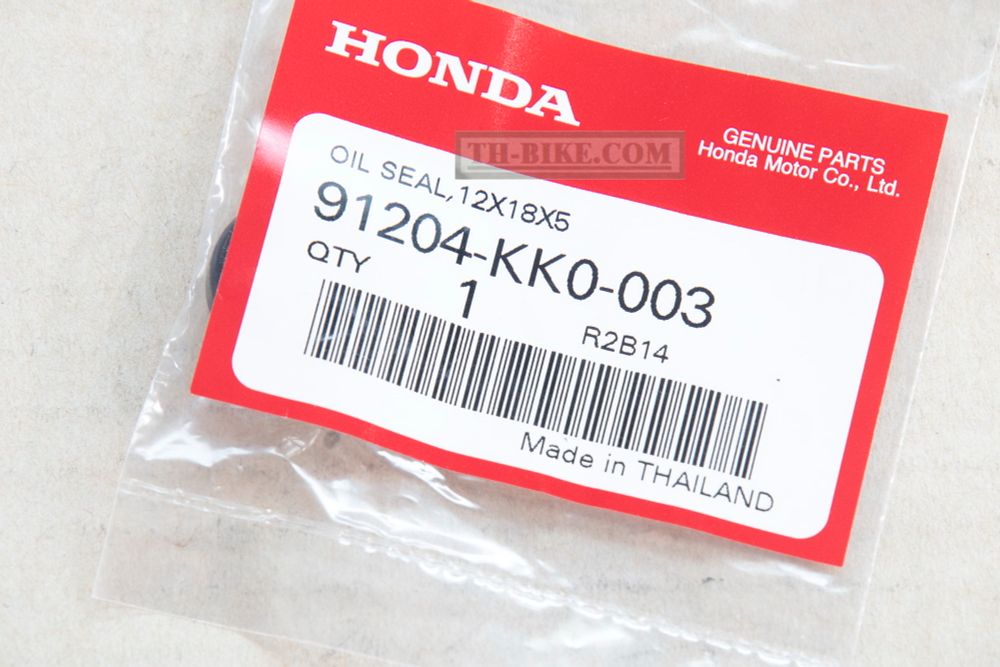 HONDA
GENUINE PARTS
Honda Motor Co., Ltd.
TH-BIKE.COM
OIL SEAL,12X18X5
91204-KK0-003
QTY 1
R2B14
Made in THAILAND